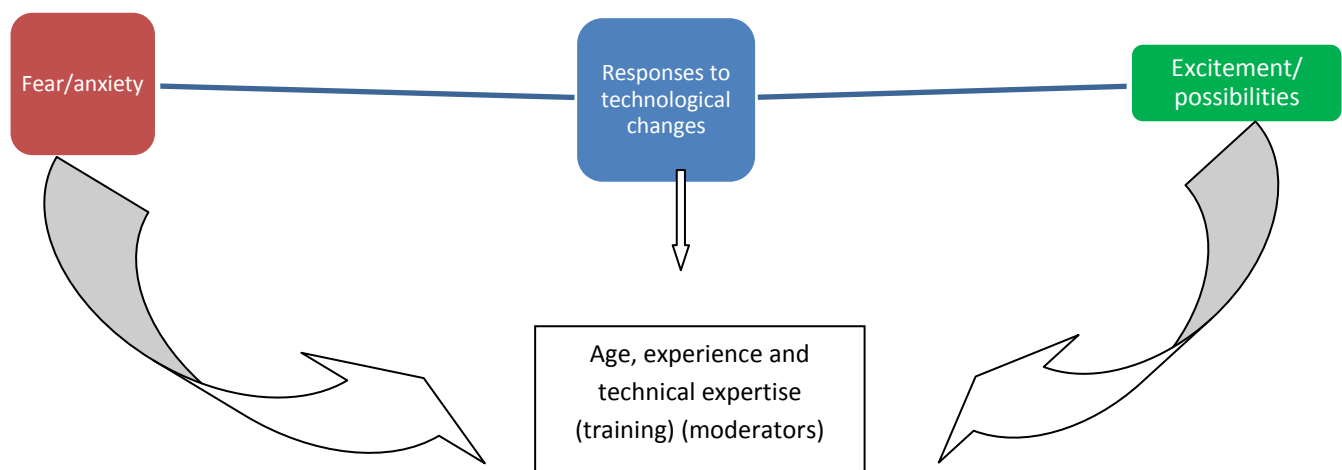 Fear/anxiety
Responses to
technological
changes
Excitement/
possibilities
Age, experience and
technical expertise
(training) (moderators)